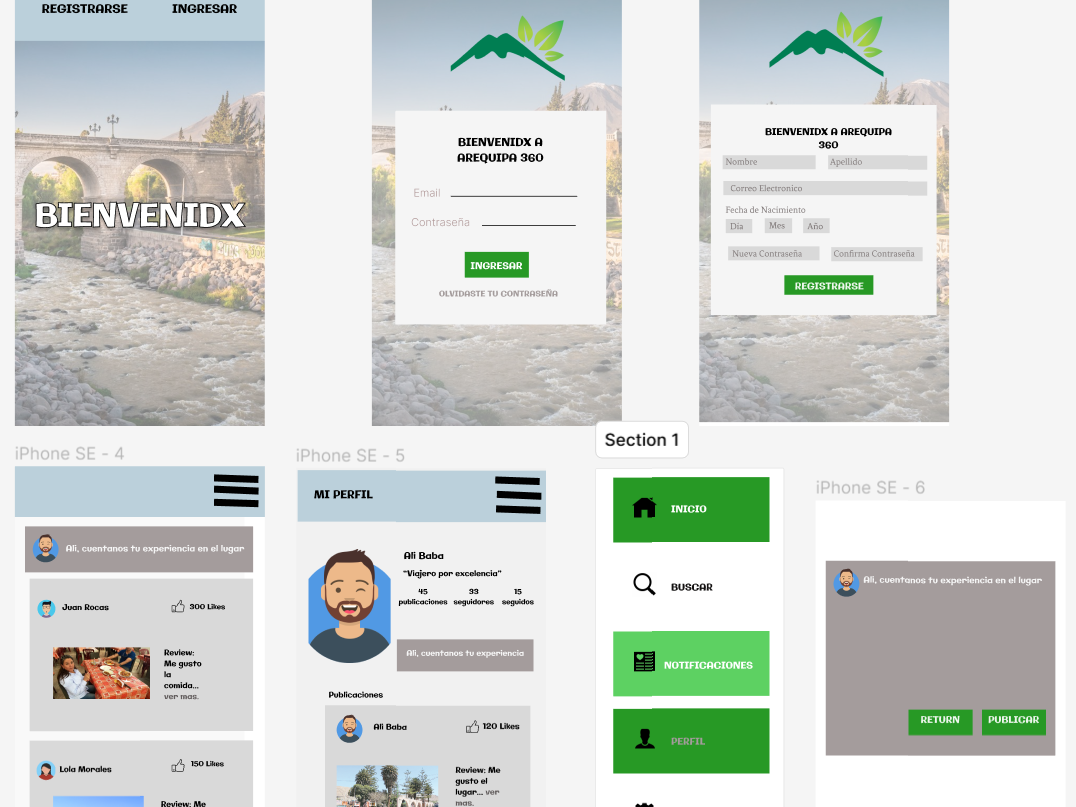 REGISTRARSE
INGRESAR
BIENVENIDX
BIENVENIDX A
AREQUIPA 360
Email
Contraseña
INGRESAR
OLVIDASTE TU CONTRASEÑA
BIENVENIDX A AREQUIPA
360
Nombre
Apellido
Correo Electronico
Fecha de Nacimiento
Día
Mes
Año
Nueva Contraseña
Confirma Contraseña
REGISTRARSE
iPhone SE - 4
Ali, cuentanos tu experiencia en el lugar
Juan Rocas
300 Likes
Review:
Me gusto
la
comida...
ver mas.
Lola Morales
150 Likes
Review: Me
iPhone SE - 5
MI PERFIL
Ali Baba
"Viajero por excelencia"
45
publicaciones
33
seguidores
15
seguidos
Ali, cuentanos tu experiencia
Publicaciones
Ali Baba
120 Likes
Review: Me
gusto el
lugar... ver
mas.
Section 1
INICIO
BUSCAR
NOTIFICACIONES
PERFIL
iPhone SE - 6
Ali, cuentanos tu experiencia en el lugar
RETURN
PUBLICAR